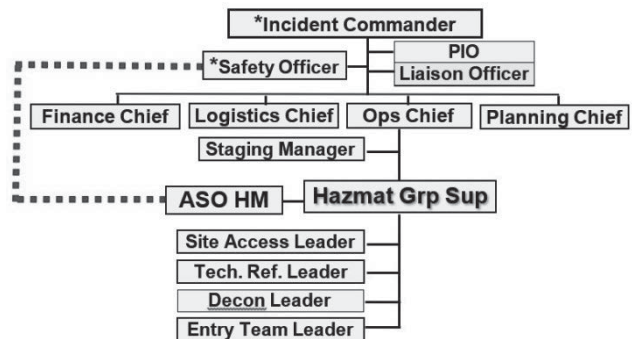 *Incident Commander
PIO
*Safety Officer
Liaison Officer
Finance Chief
Logistics Chief
Ops Chief
Planning Chief
Staging Manager
ASO HM
Hazmat Grp Sup
Site Access Leader
Tech. Ref. Leader
Decon Leader
Entry Team Leader